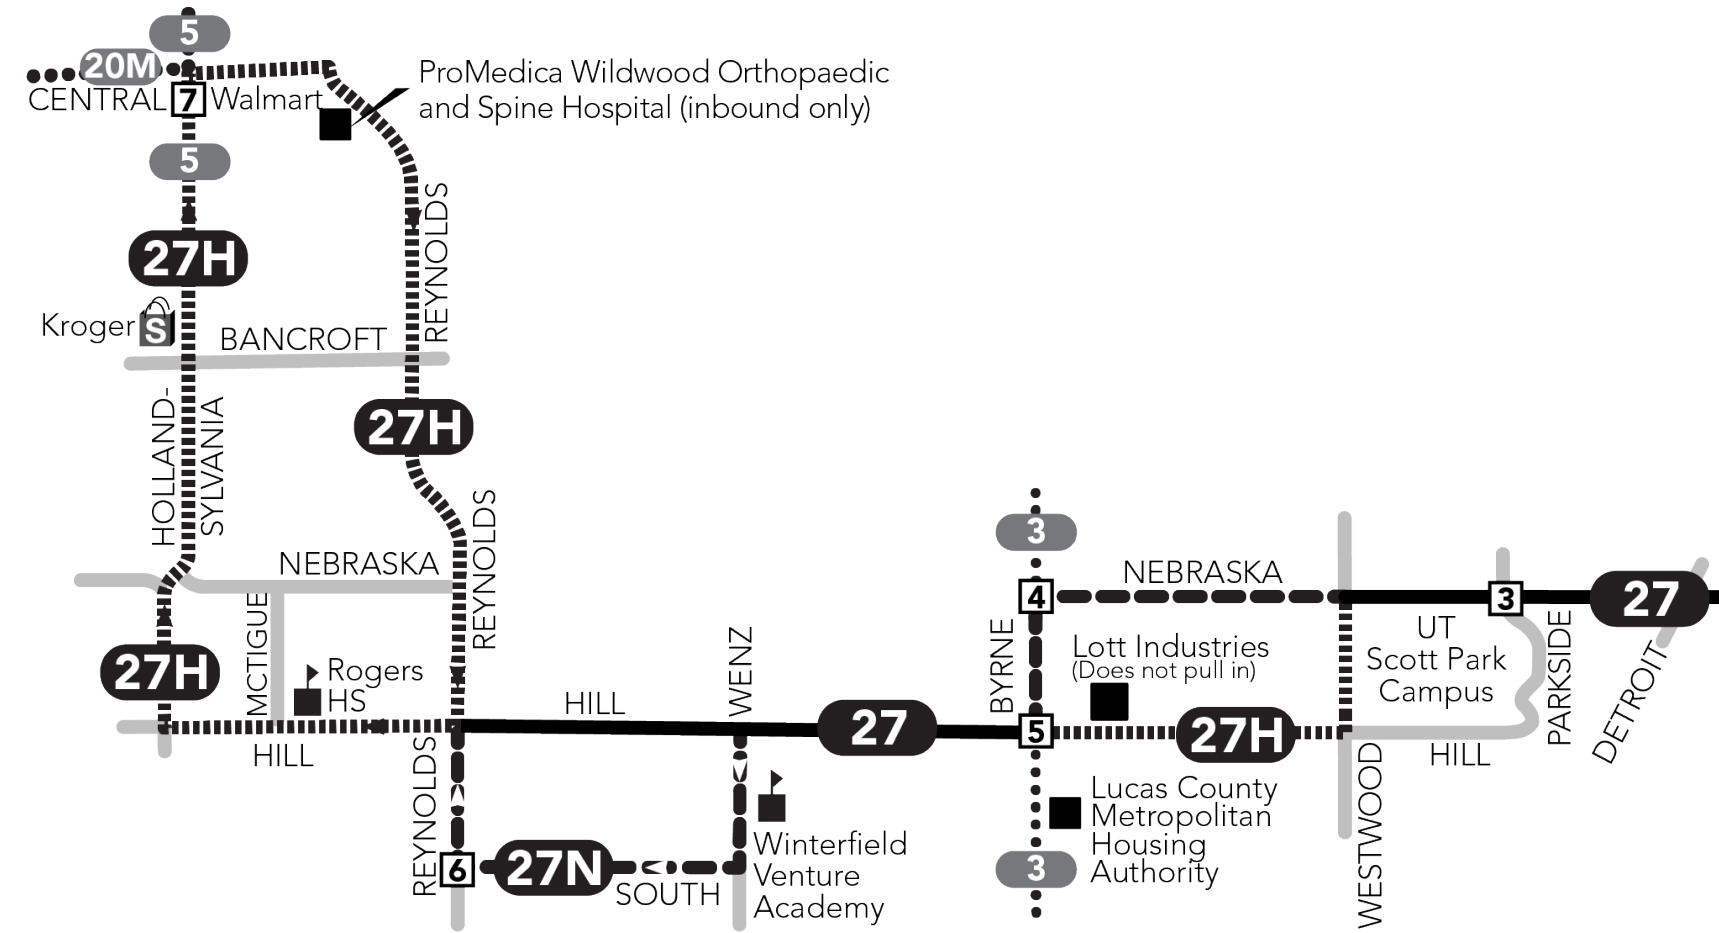 5
20M
CENTRAL
7
Walmart
ProMedica Wildwood Orthopaedic
and Spine Hospital (inbound only)
5
REYNOLDS
27H
Kroger
S
BANCROFT
HOLLAND-
SYLVANIA
27H
REYNOLDS
NEBRASKA
MCTIGUE
27H
Rogers
HS
HILL
HILL
WENZ
27
REYNOLDS
6
27N
SOUTH
Winterfield
Venture
Academy
3
4
NEBRASKA
BYRNE
Lott Industries
(Does not pull in)
5
27H
Lucas County
Metropolitan
Housing
Authority
3
WESTWOOD
3
27
UT
Scott Park
Campus
PARKSIDE
HILL
DETROIT